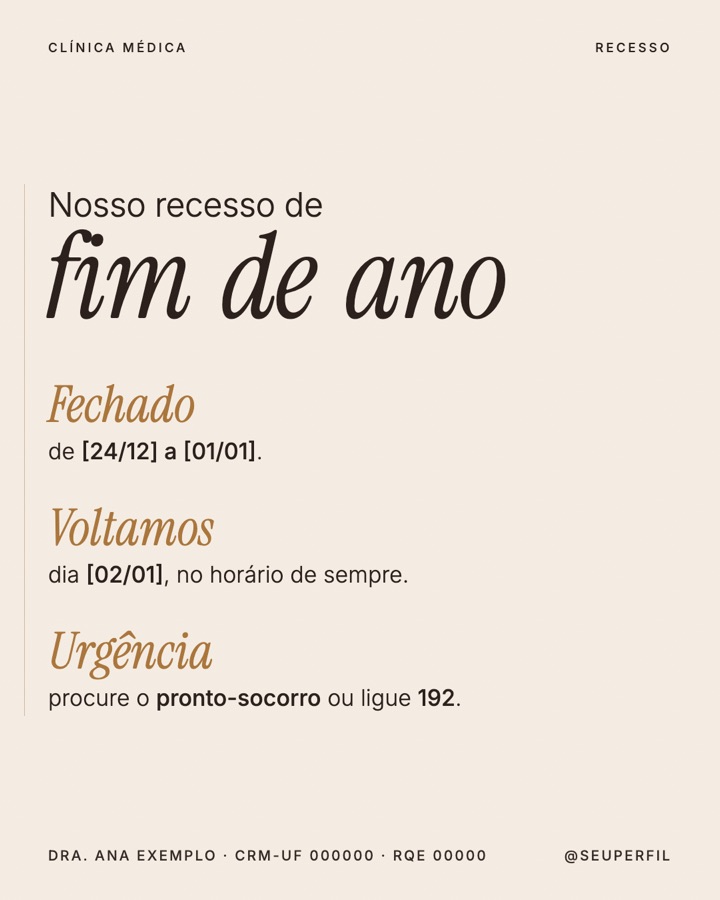 CLÍNICA MÉDICA
RECESSO
Nosso recesso de
fim de ano
Fechado
de [24/12] a [01/01].
Voltamos
dia [02/01], no horário de sempre.
Urgência
procure o pronto-socorro ou ligue 192.
DRA. ANA EXEMPLO · CRM-UF 000000 · RQE 00000
@SEUPERFIL